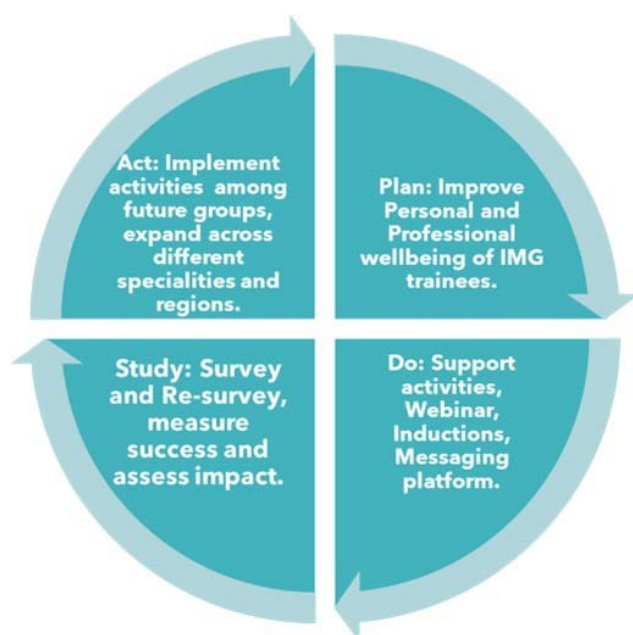 Act: Implement
activities among
future groups,
expand across
different
specialities and
regions.
Plan: Improve
Personal and
Professional
wellbeing of IMG
trainees.
Study: Survey
and Re-survey,
measure
success and
assess impact.
Do: Support
activities,
Webinar,
Inductions,
Messaging
platform.